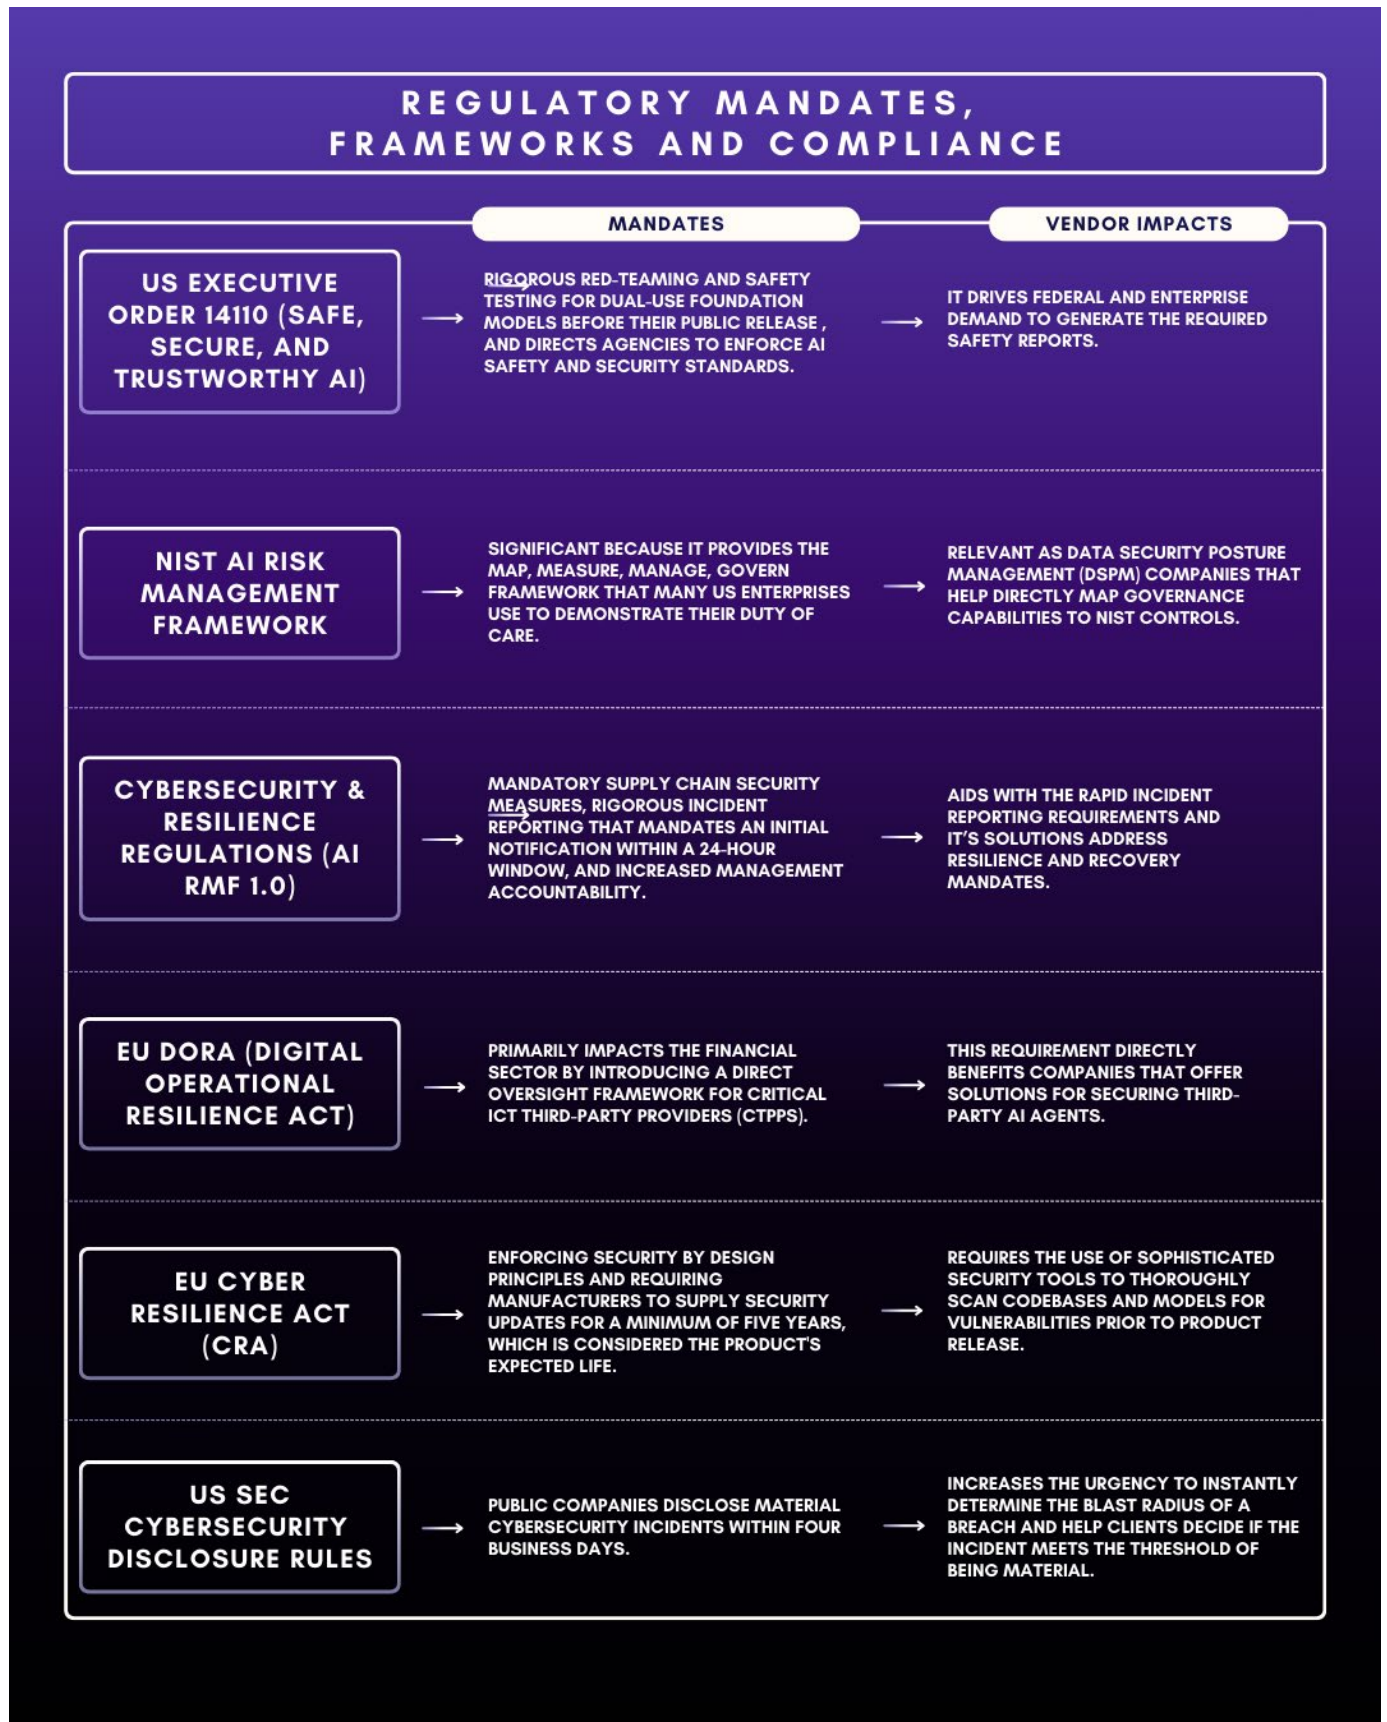 REGULATORY MANDATES,
FRAMEWORKS AND COMPLIANCE
MANDATES
VENDOR IMPACTS
US EXECUTIVE
ORDER 14110 (SAFE,
SECURE, AND
TRUSTWORTHY AI)
RIGOROUS RED-TEAMING AND SAFETY
TESTING FOR DUAL-USE FOUNDATION
MODELS BEFORE THEIR PUBLIC RELEASE ,
AND DIRECTS AGENCIES TO ENFORCE AI
SAFETY AND SECURITY STANDARDS.
IT DRIVES FEDERAL AND ENTERPRISE
DEMAND TO GENERATE THE REQUIRED
SAFETY REPORTS.
NIST AI RISK
MANAGEMENT
FRAMEWORK
SIGNIFICANT BECAUSE IT PROVIDES THE
MAP, MEASURE, MANAGE, GOVERN
FRAMEWORK THAT MANY US ENTERPRISES
USE TO DEMONSTRATE THEIR DUTY OF
CARE.
RELEVANT AS DATA SECURITY POSTURE
MANAGEMENT (DSPM) COMPANIES THAT
HELP DIRECTLY MAP GOVERNANCE
CAPABILITIES TO NIST CONTROLS.
CYBERSECURITY &
RESILIENCE
REGULATIONS (AI
RMF 1.0)
MANDATORY SUPPLY CHAIN SECURITY
MEASURES, RIGOROUS INCIDENT
REPORTING THAT MANDATES AN INITIAL
NOTIFICATION WITHIN A 24-HOUR
WINDOW, AND INCREASED MANAGEMENT
ACCOUNTABILITY.
AIDS WITH THE RAPID INCIDENT
REPORTING REQUIREMENTS AND
IT'S SOLUTIONS ADDRESS
RESILIENCE AND RECOVERY
MANDATES.
EU DORA (DIGITAL
OPERATIONAL
RESILIENCE ACT)
PRIMARILY IMPACTS THE FINANCIAL
SECTOR BY INTRODUCING A DIRECT
OVERSIGHT FRAMEWORK FOR CRITICAL
ICT THIRD-PARTY PROVIDERS (CTPPS).
THIS REQUIREMENT DIRECTLY
BENEFITS COMPANIES THAT OFFER
SOLUTIONS FOR SECURING THIRD-
PARTY AI AGENTS.
EU CYBER
RESILIENCE ACT
(CRA)
ENFORCING SECURITY BY DESIGN
PRINCIPLES AND REQUIRING
MANUFACTURERS TO SUPPLY SECURITY
UPDATES FOR A MINIMUM OF FIVE YEARS,
WHICH IS CONSIDERED THE PRODUCT'S
EXPECTED LIFE.
REQUIRES THE USE OF SOPHISTICATED
SECURITY TOOLS TO THOROUGHLY
SCAN CODEBASES AND MODELS FOR
VULNERABILITIES PRIOR TO PRODUCT
RELEASE.
US SEC
CYBERSECURITY
DISCLOSURE RULES
PUBLIC COMPANIES DISCLOSE MATERIAL
CYBERSECURITY INCIDENTS WITHIN FOUR
BUSINESS DAYS.
INCREASES THE URGENCY TO INSTANTLY
DETERMINE THE BLAST RADIUS OF A
BREACH AND HELP CLIENTS DECIDE IF THE
INCIDENT MEETS THE THRESHOLD OF
BEING MATERIAL.